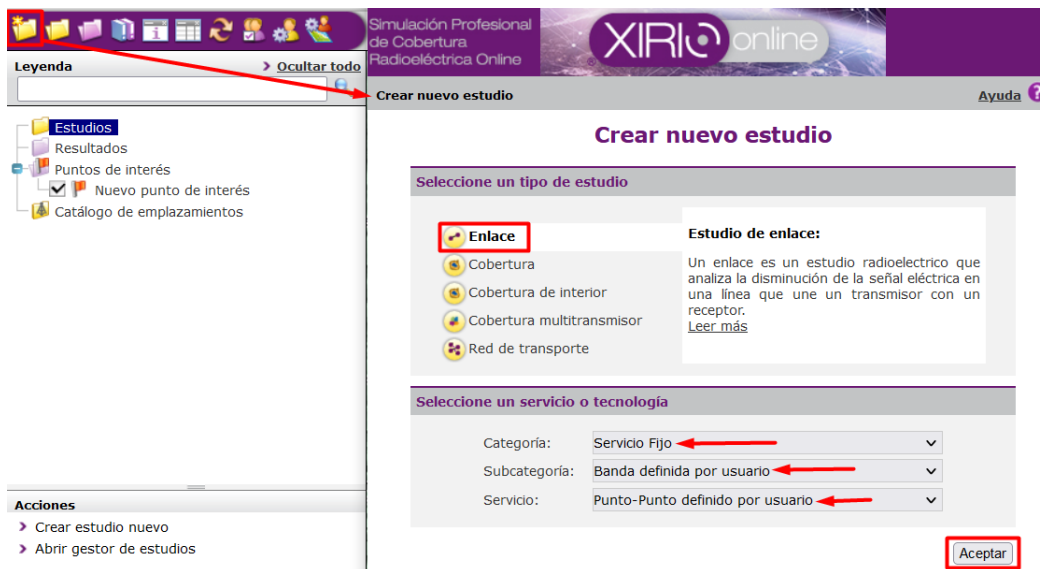 Simulación Profesional
de Cobertura
Radioeléctrica Online
XIRIO online
Leyenda
Ocultar todo
Estudios
Resultados
Puntos de interés
Nuevo punto de interés
Catálogo de emplazamientos
Acciones
Crear estudio nuevo
Abrir gestor de estudios
Crear nuevo estudio
Ayuda ?
Crear nuevo estudio
Seleccione un tipo de estudio
Enlace
Cobertura
Cobertura de interior
Cobertura multitransmisor
Red de transporte
Estudio de enlace:
Un enlace es un estudio radioelectrico que
analiza la disminución de la señal eléctrica en
una línea que une un transmisor con un
receptor.
Leer más
Seleccione un servicio o tecnología
Categoría: Servicio Fijo
Subcategoría: Banda definida por usuario
Servicio: Punto-Punto definido por usuario
Aceptar